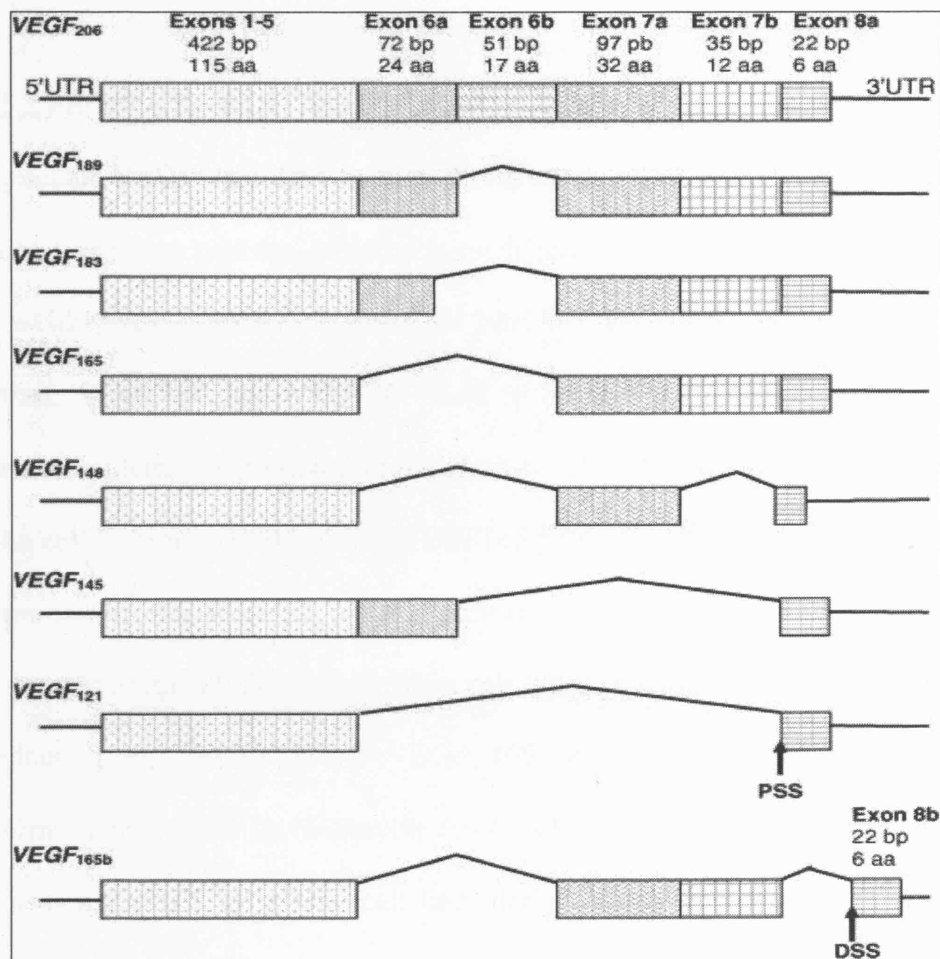 VEGF206 Exons 1-5 Exon 6a Exon 6b Exon 7a Exon 7b Exon 8a
422 bp 72 bp 51 bp 97 pb 35 bp 22 bp
115 aa 24 aa 17 aa 32 aa 12 aa 6 aa
5'UTR 3'UTR
VEGF189
VEGF183
VEGF165
VEGF148
VEGF145
VEGF121
PSS
Exon 8b
VEGF165b 22 bp
6 aa
DSS